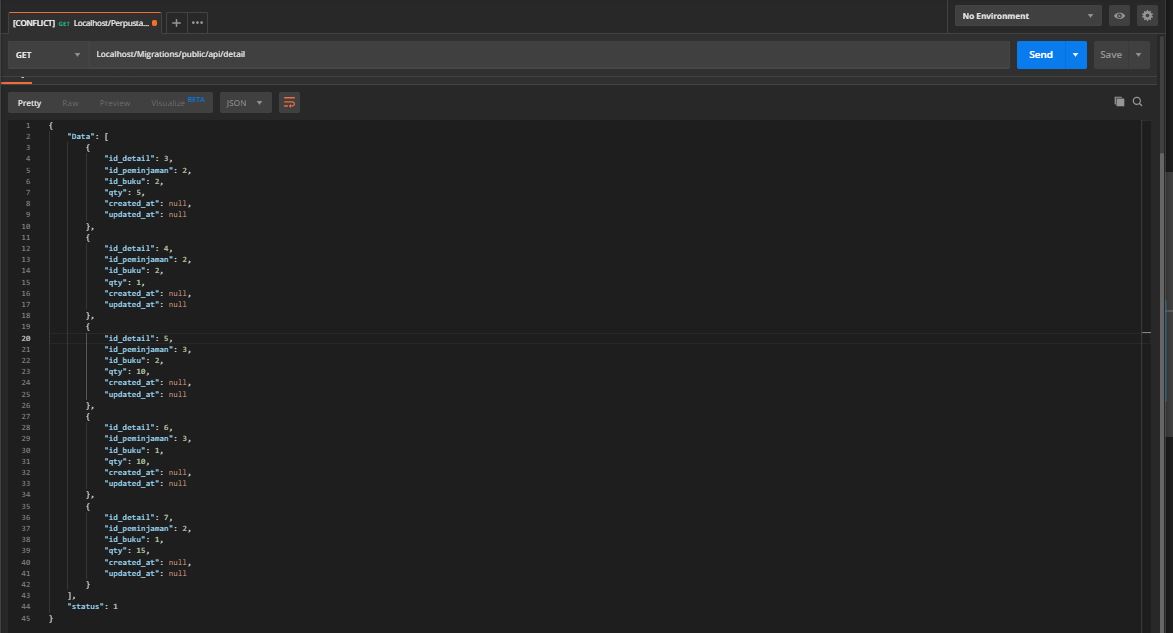 [CONFLICT] GET Localhost/Perpusta...
No Environment
GET Localhost/Migrations/public/api/detail Send Save
Pretty Raw Preview Visualize BETA JSON
1 {
2 "Data": [
3 {
4 "id_detail": 3,
5 "id_peminjaman": 2,
6 "id_buku": 2,
7 "qty": 5,
8 "created_at": null,
9 "updated_at": null
10 },
11 {
12 "id_detail": 4,
13 "id_peminjaman": 2,
14 "id_buku": 2,
15 "qty": 1,
16 "created_at": null,
17 "updated_at": null
18 },
19 {
20 "id_detail": 5,
21 "id_peminjaman": 3,
22 "id_buku": 2,
23 "qty": 10,
24 "created_at": null,
25 "updated_at": null
26 },
27 {
28 "id_detail": 6,
29 "id_peminjaman": 3,
30 "id_buku": 1,
31 "qty": 10,
32 "created_at": null,
33 "updated_at": null
34 },
35 {
36 "id_detail": 7,
37 "id_peminjaman": 2,
38 "id_buku": 1,
39 "qty": 15,
40 "created_at": null,
41 "updated_at": null
42 }
43 ],
44 "status": 1
45 }